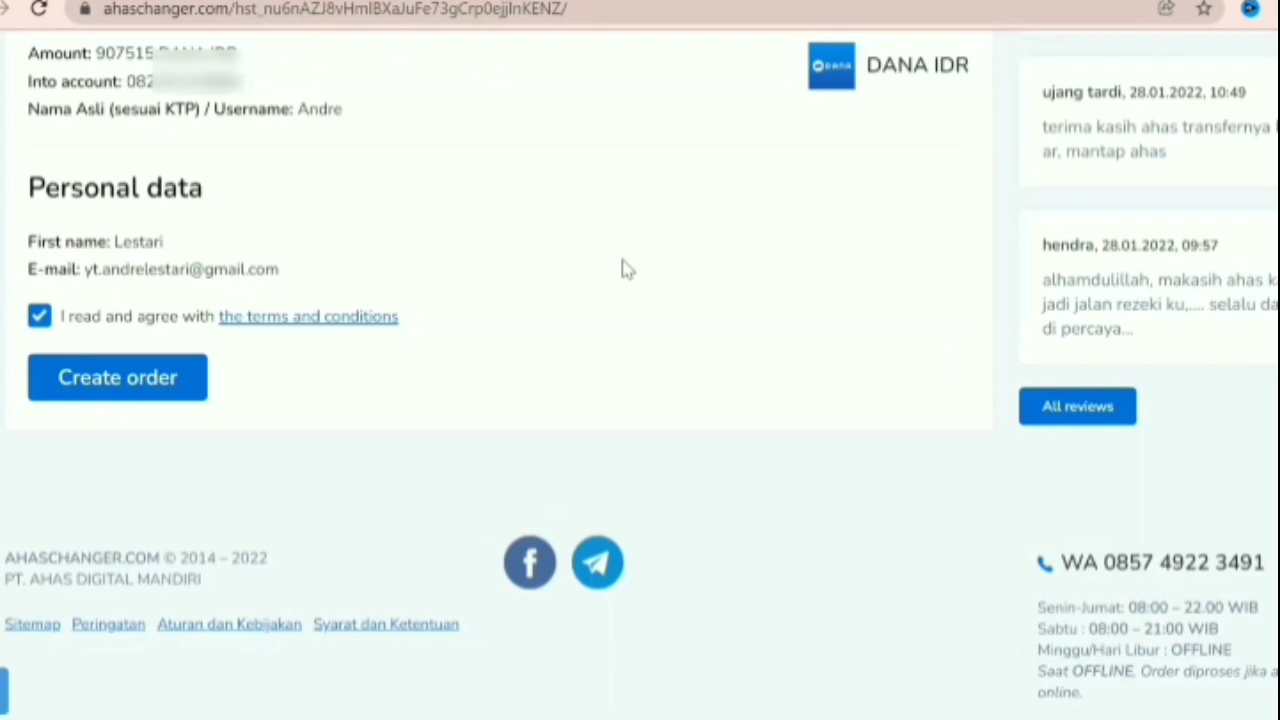 ahaschanger.com/hst_nu6nAZJ8vHmlBXaJuFe73gCrp0ejjlnKENZ/
Amount: 907515 DANA IDR
Into account: 082
Nama Asli (sesuai KTP) / Username: Andre
DANA
DANA IDR
Personal data
First name: Lestari
E-mail: yt.andrelestari@gmail.com
I read and agree with the terms and conditions
Create order
ujang tardi, 28.01.2022, 10:49
terima kasih ahas transfernya
ar, mantap ahas
hendra, 28.01.2022, 09:57
alhamdulillah, makasih ahas
jadi jalan rezeki ku,.... selalu
di percaya...
All reviews
AHASCHANGER.COM © 2014 – 2022
PT. AHAS DIGITAL MANDIRI
Sitemap Peringatan Aturan dan Kebijakan Syarat dan Ketentuan
f
WA 0857 4922 3491
Senin-Jumat: 08:00 – 22.00 WIB
Sabtu : 08:00 – 21:00 WIB
Minggu/Hari Libur : OFFLINE
Saat OFFLINE, Order diproses jika
online.